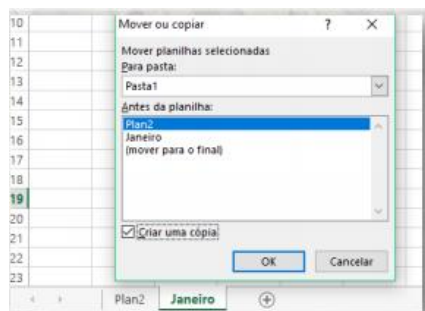 10
Mover ou copiar ? ×
11
Mover planilhas selecionadas
12
Para pasta:
13
Pasta1
14
Antes da planilha:
15
Plan2
16
Janeiro
17
(mover para o final)
18
19
20
21
Criar uma cópia
22
OK Cancelar
23
Plan2 Janeiro